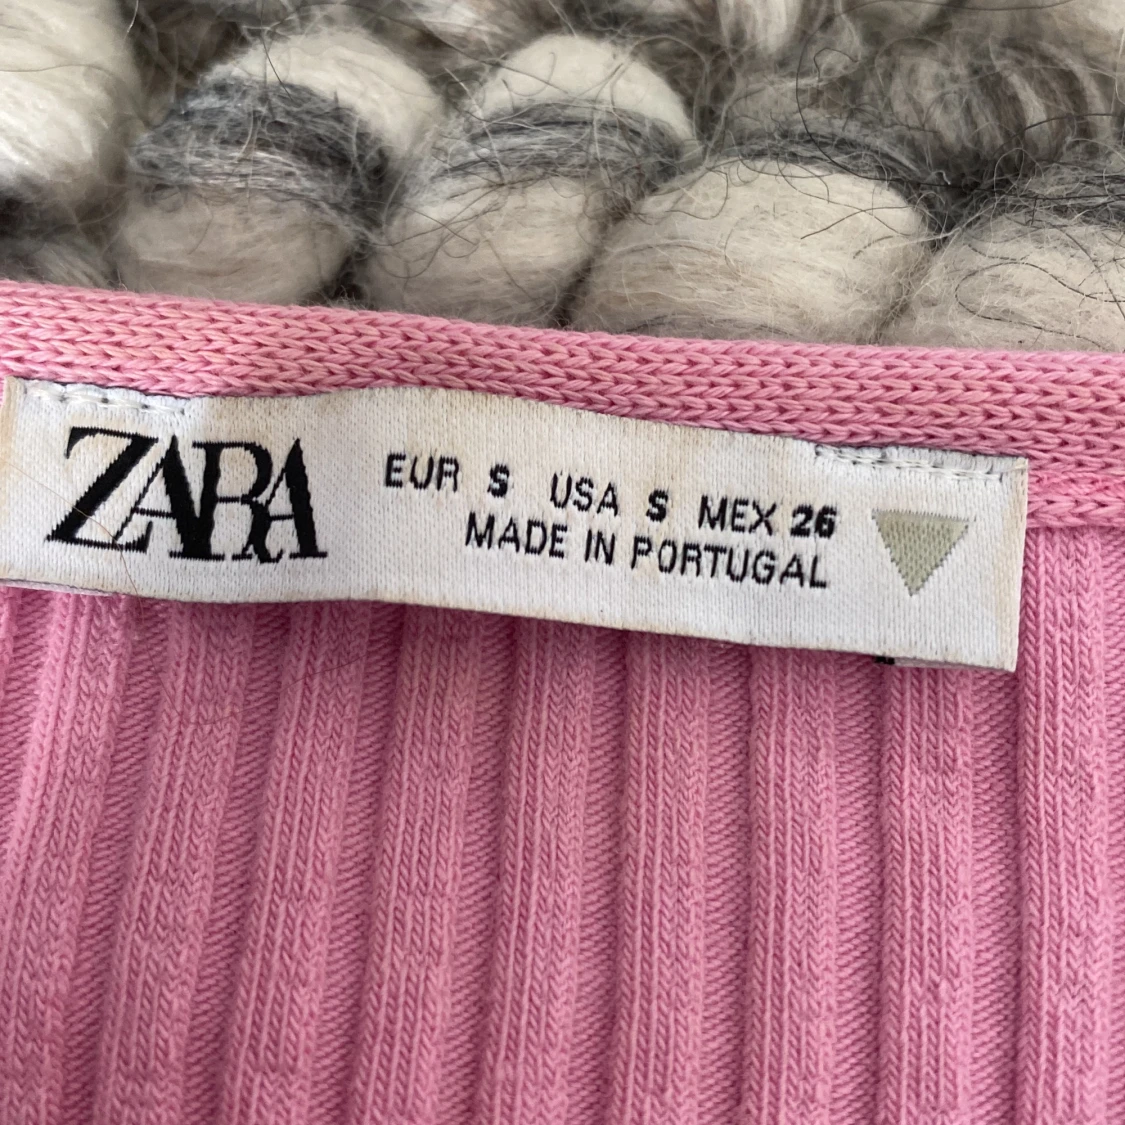 ZARA
EUR S USA S MEX 26
MADE IN PORTUGAL